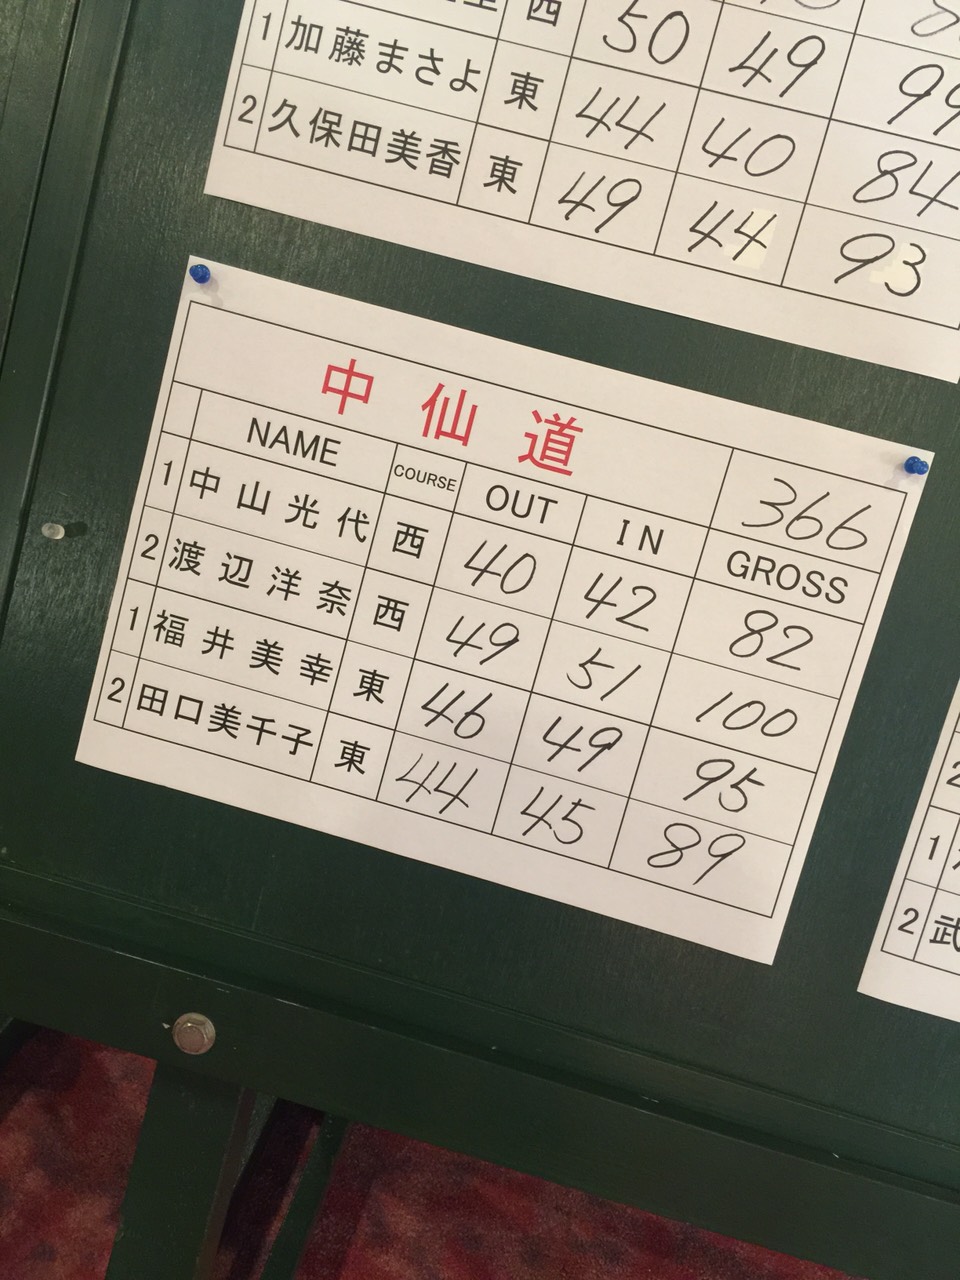 西 50 49
1 加藤まさよ 東 44 40 84
2 久保田美香 東 49 44 93
中仙道 366
NAME COURSE OUT IN GROSS
1 中山光代 西 40 42 82
2 渡辺洋奈 西 49 51 100
1 福井美幸 東 46 49 95
2 田口美千子 東 44 45 89
2
1
2 武